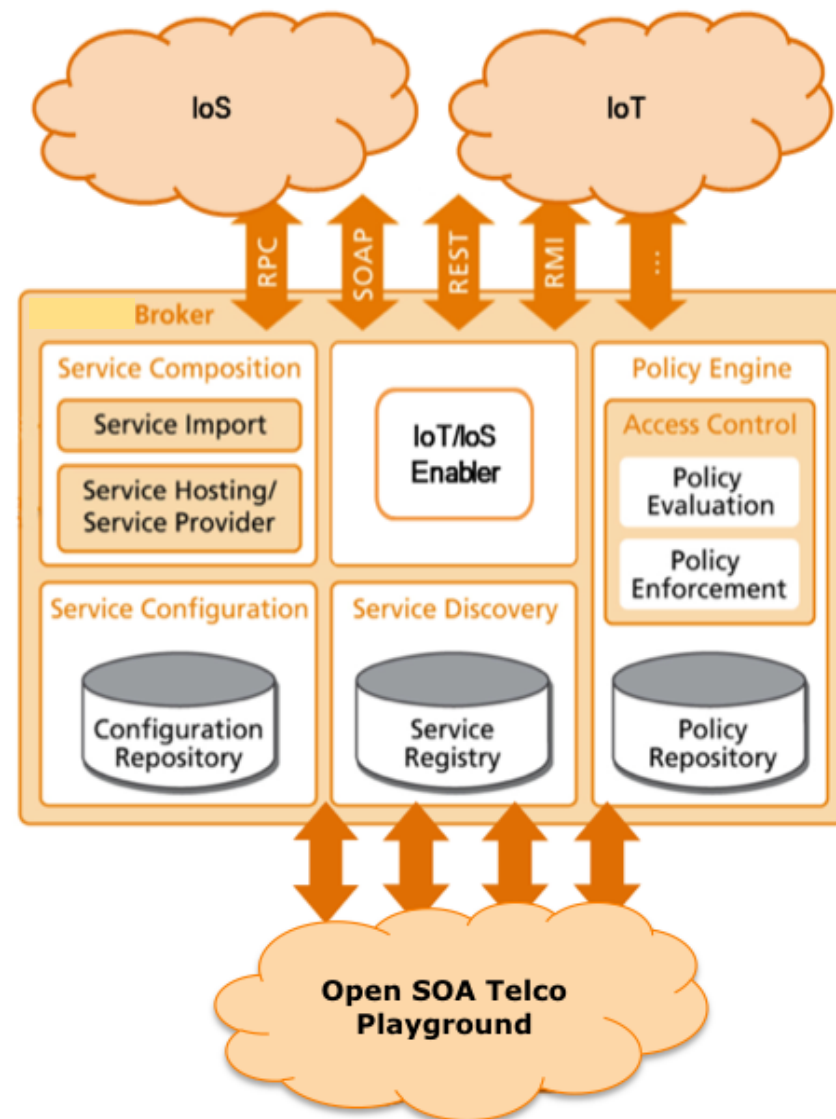 IoS
IoT
RPC
SOAP
REST
RMI
...
Broker
Service Composition
Service Import
Service Hosting/
Service Provider
IoT/IoS
Enabler
Policy Engine
Access Control
Policy
Evaluation
Policy
Enforcement
Service Configuration
Configuration
Repository
Service Discovery
Service
Registry
Policy
Repository
Open SOA Telco
Playground